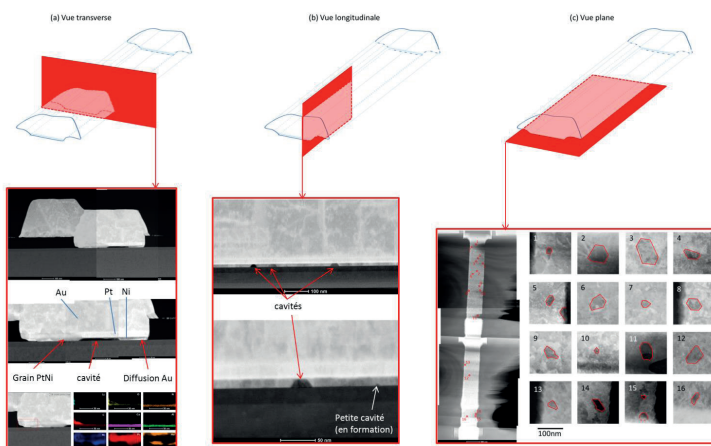 (a) Vue transverse
(b) Vue longitudinale
(c) Vue plane
Au
Pt
Ni
Grain PtNi
cavité
Diffusion Au
100 nm
cavités
Petite cavité
(en formation)
50 nm
1
2
3
4
5
6
7
8
9
10
11
12
13
14
15
16
100nm